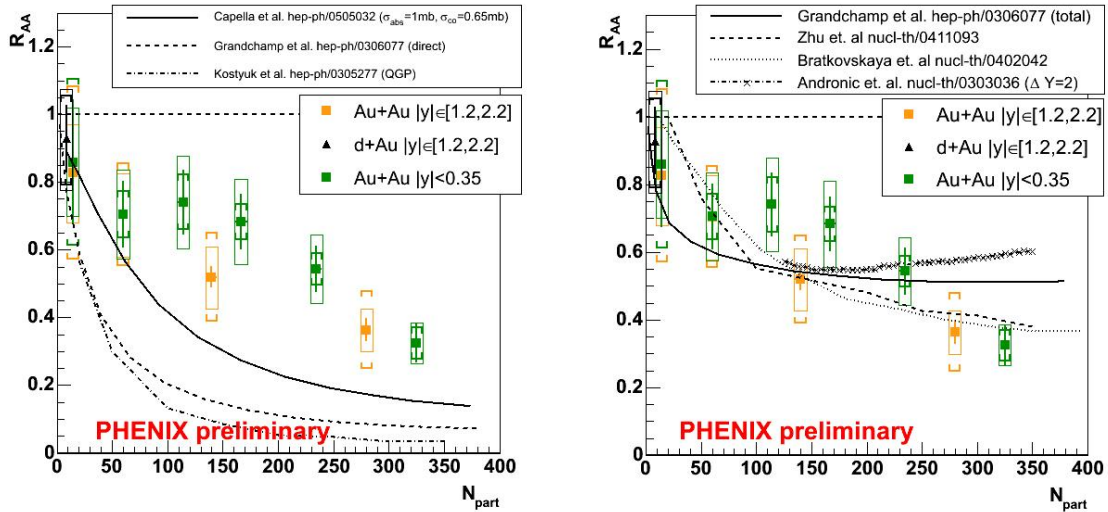 R_AA
Capella et al. hep-ph/0505032 (σ_abs=1mb, σ_co=0.65mb)
Grandchamp et al. hep-ph/0306077 (direct)
Kostyuk et al. hep-ph/0305277 (QGP)
Au+Au |y|∈[1.2,2.2]
d+Au |y|∈[1.2,2.2]
Au+Au |y|<0.35
1.2
1
0.8
0.6
0.4
0.2
0
PHENIX preliminary
0 50 100 150 200 250 300 350 400
N_part
R_AA
Grandchamp et al. hep-ph/0306077 (total)
Zhu et. al nucl-th/0411093
Bratkovskaya et. al nucl-th/0402042
Andronic et. al. nucl-th/0303036 (Δ Y=2)
Au+Au |y|∈[1.2,2.2]
d+Au |y|∈[1.2,2.2]
Au+Au |y|<0.35
1.2
1
0.8
0.6
0.4
0.2
0
PHENIX preliminary
0 50 100 150 200 250 300 350 400
N_part